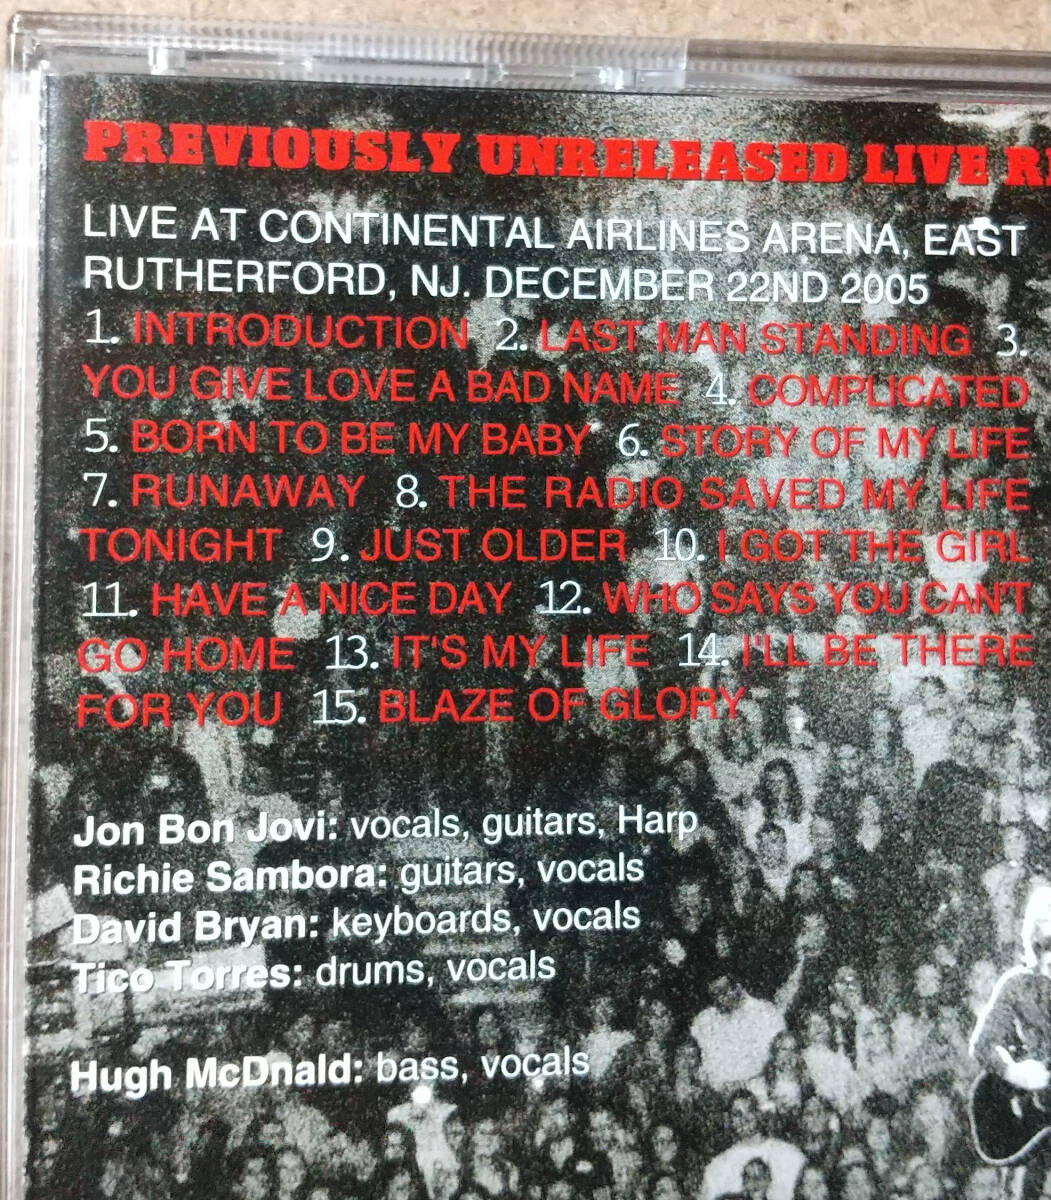 PREVIOUSLY UNRELEASED LIVE
LIVE AT CONTINENTAL AIRLINES ARENA, EAST
RUTHERFORD, NJ. DECEMBER 22ND 2005
1. INTRODUCTION 2. LAST MAN STANDING 3.
YOU GIVE LOVE A BAD NAME 4. COMPLICATED
5. BORN TO BE MY BABY 6. STORY OF MY LIFE
7. RUNAWAY 8. THE RADIO SAVED MY LIFE
TONIGHT 9. JUST OLDER 10. I GOT THE GIRL
11. HAVE A NICE DAY 12. WHO SAYS YOU CAN'T
GO HOME 13. IT'S MY LIFE 14. I'LL BE THERE
FOR YOU 15. BLAZE OF GLORY
Jon Bon Jovi: vocals, guitars, Harp
Richie Sambora: guitars, vocals
David Bryan: keyboards, vocals
Tico Torres: drums, vocals
Hugh McDnald: bass, vocals